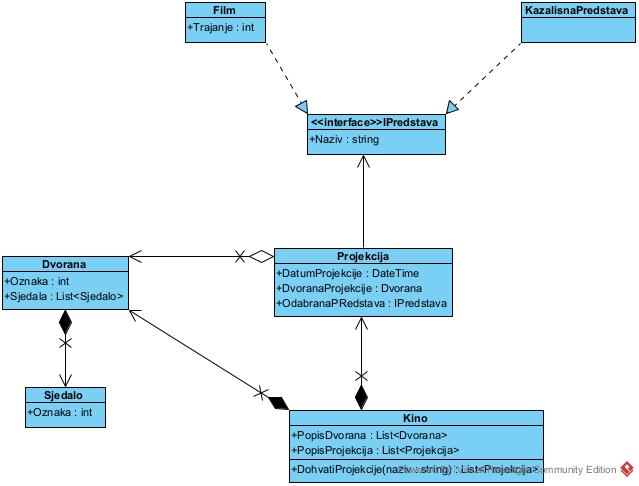 Film
+Trajanje : int
KazalisnaPredstava
<<interface>>IPredstava
+Naziv : string
Projekcija
+DatumProjekcije : DateTime
+DvoranaProjekcije : Dvorana
+OdabranaPRedstava : IPredstava
Dvorana
+Oznaka : int
+Sjedala : List<Sjedalo>
Sjedalo
+Oznaka : int
Kino
+PopisDvorana : List<Dvorana>
+PopisProjekcija : List<Projekcija>
+DohvatiProjekcije(naziv : string) : List<Projekcija>
Community Edition